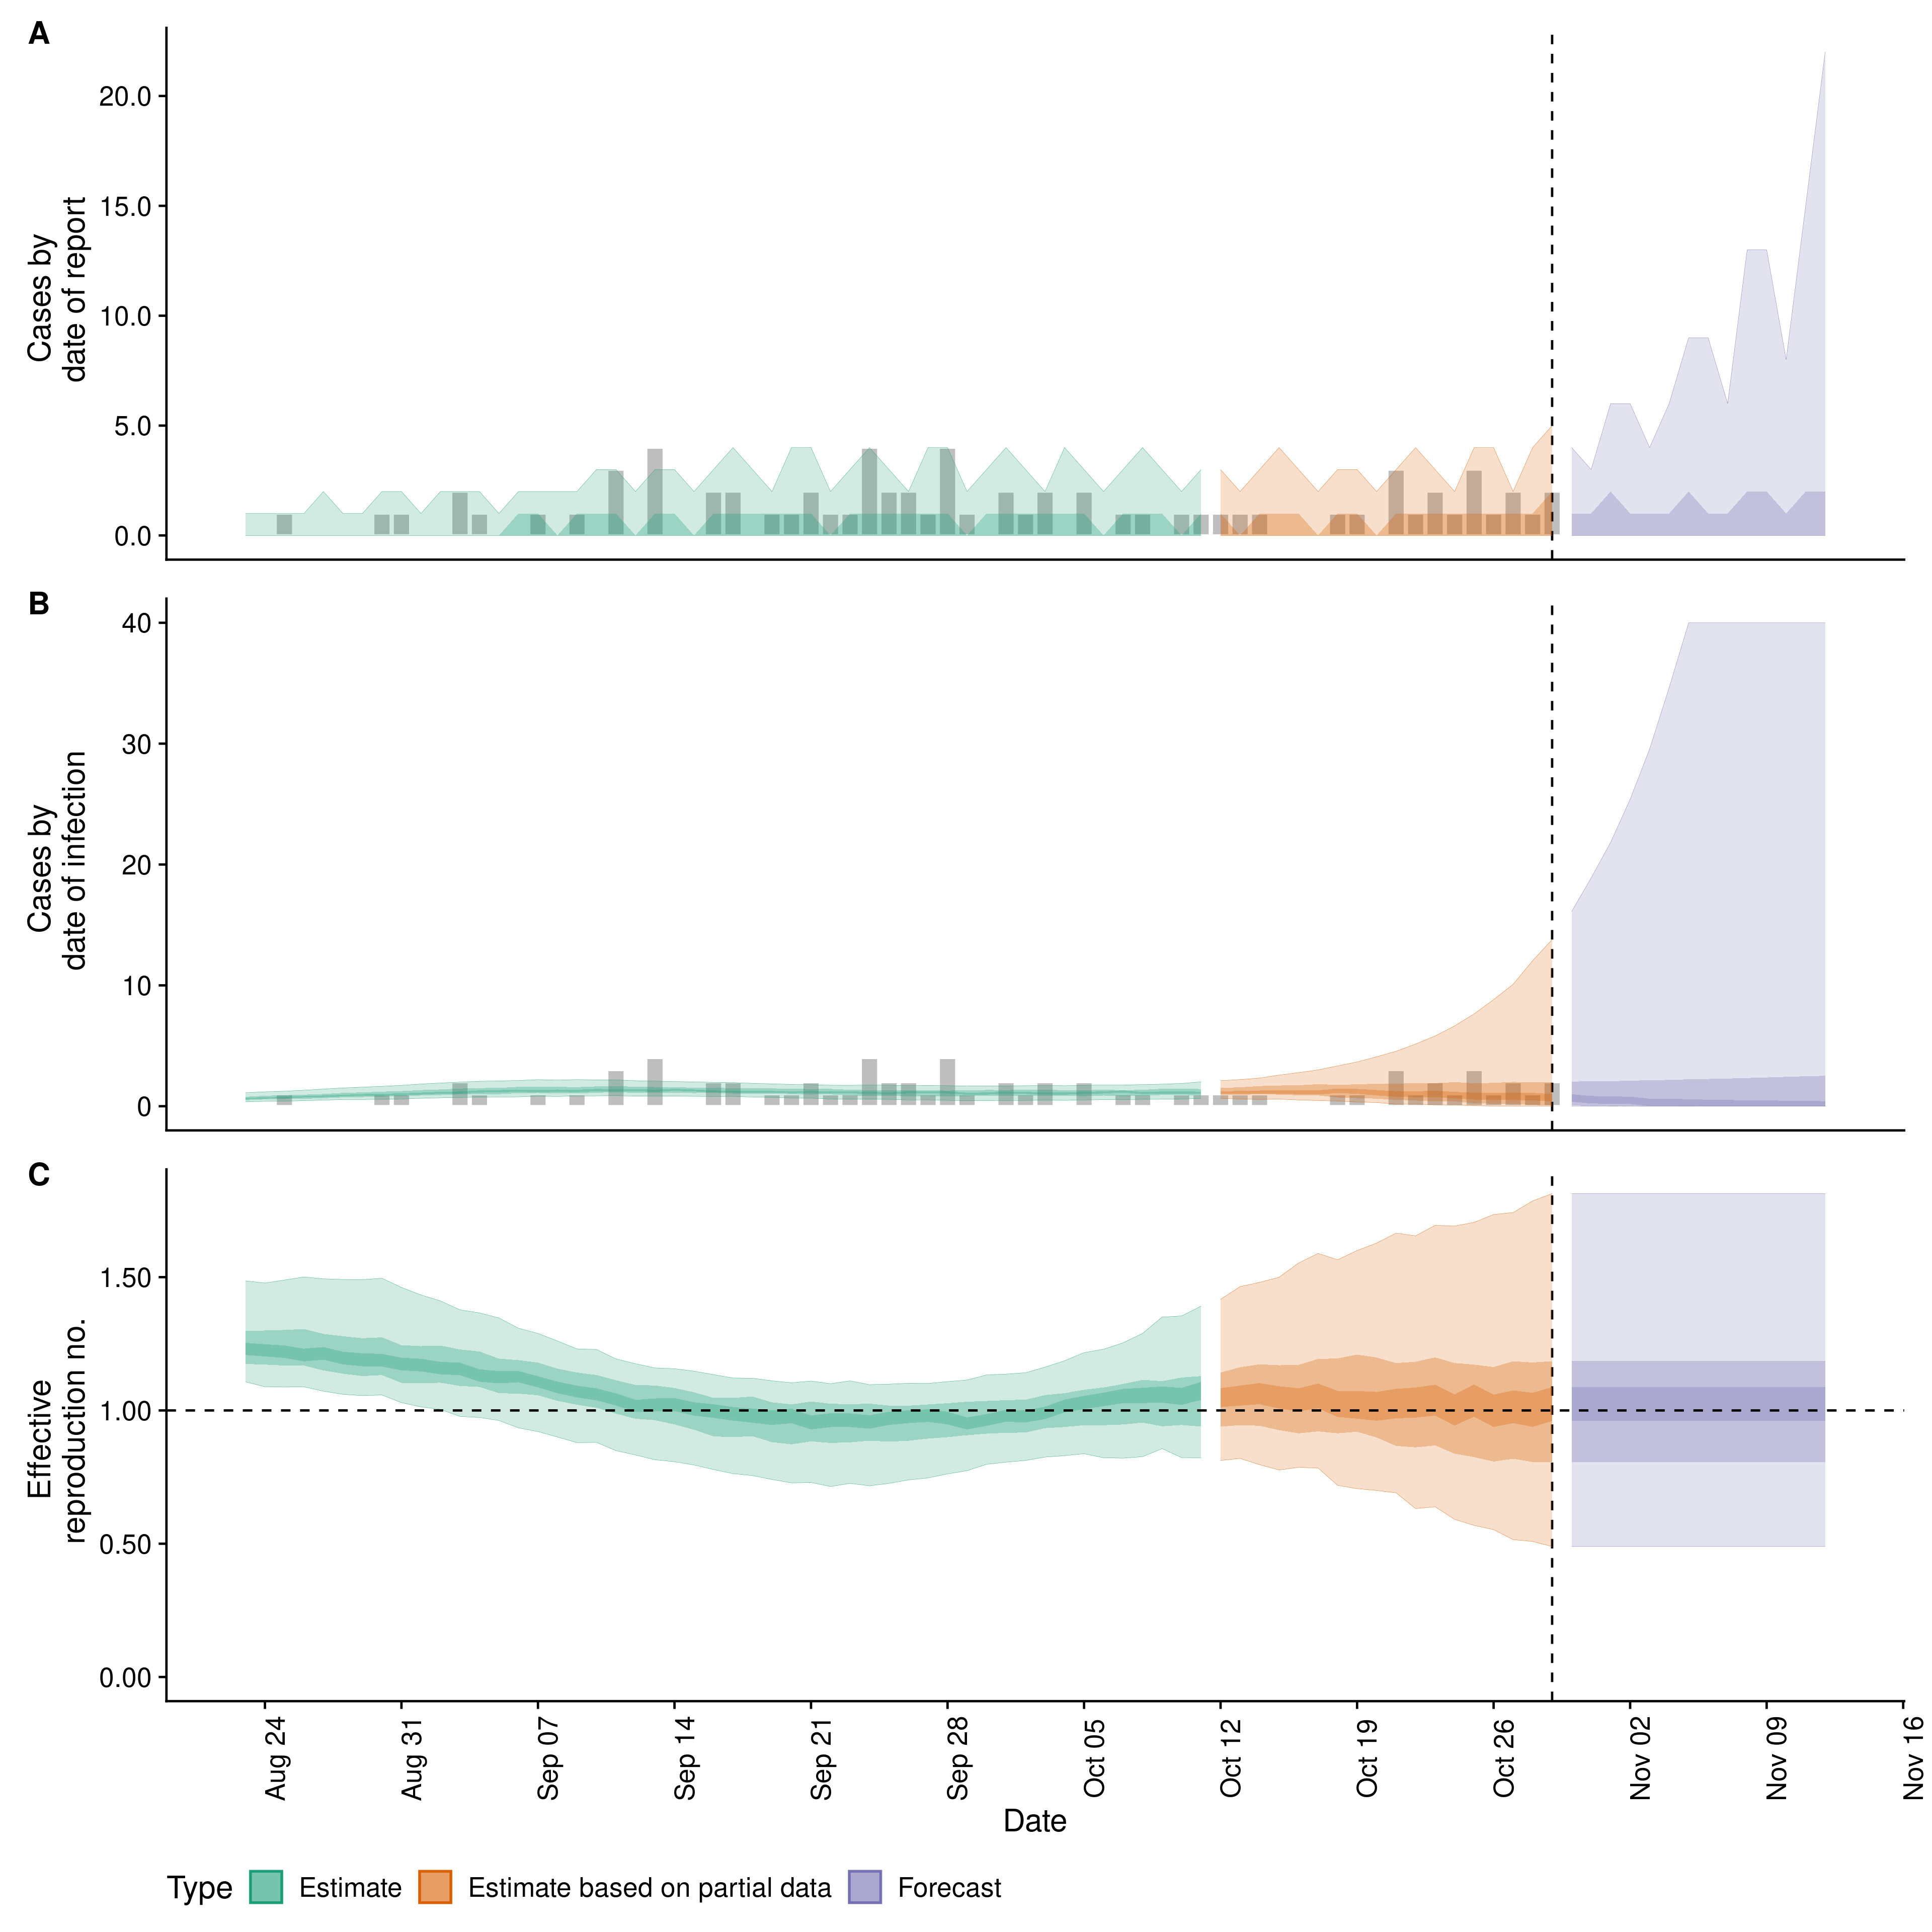 A
Cases by
date of report
20.0
15.0
10.0
5.0
0.0
B
Cases by
date of infection
40
30
20
10
0
C
Effective
reproduction no.
1.50
1.00
0.50
0.00
Aug 24
Aug 31
Sep 07
Sep 14
Sep 21
Sep 28
Oct 05
Oct 12
Oct 19
Oct 26
Nov 02
Nov 09
Nov 16
Date
Type Estimate Estimate based on partial data Forecast